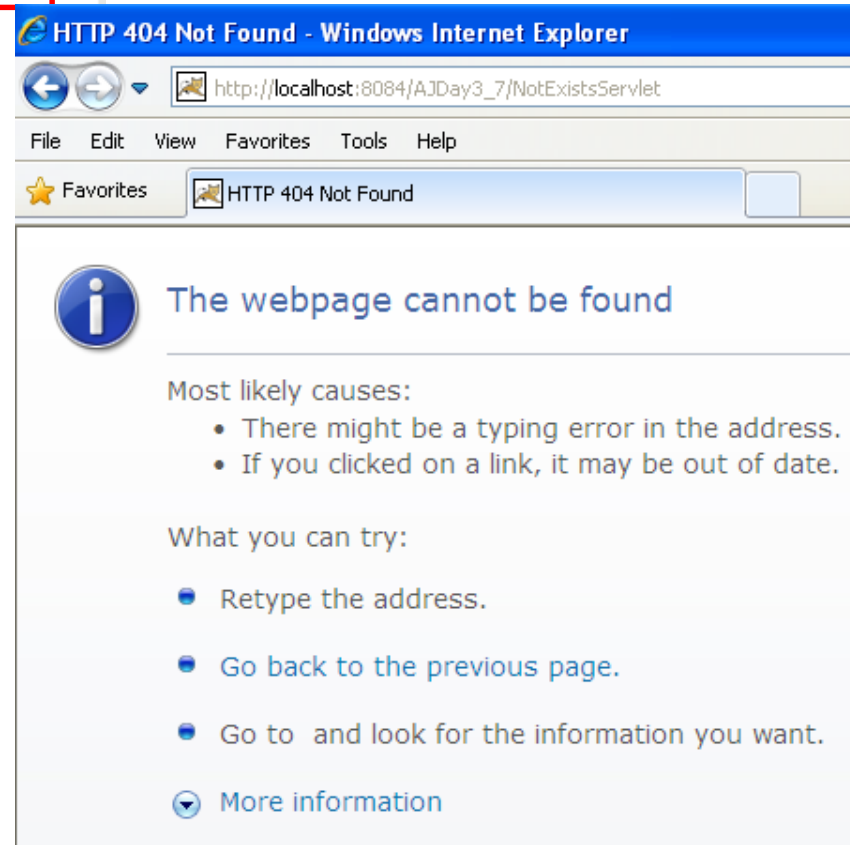 HTTP 404 Not Found - Windows Internet Explorer
http://localhost:8084/AJDay3_7/NotExistsServlet
File Edit View Favorites Tools Help
Favorites HTTP 404 Not Found
The webpage cannot be found
Most likely causes:
• There might be a typing error in the address.
• If you clicked on a link, it may be out of date.
What you can try:
Retype the address.
Go back to the previous page.
Go to and look for the information you want.
More information